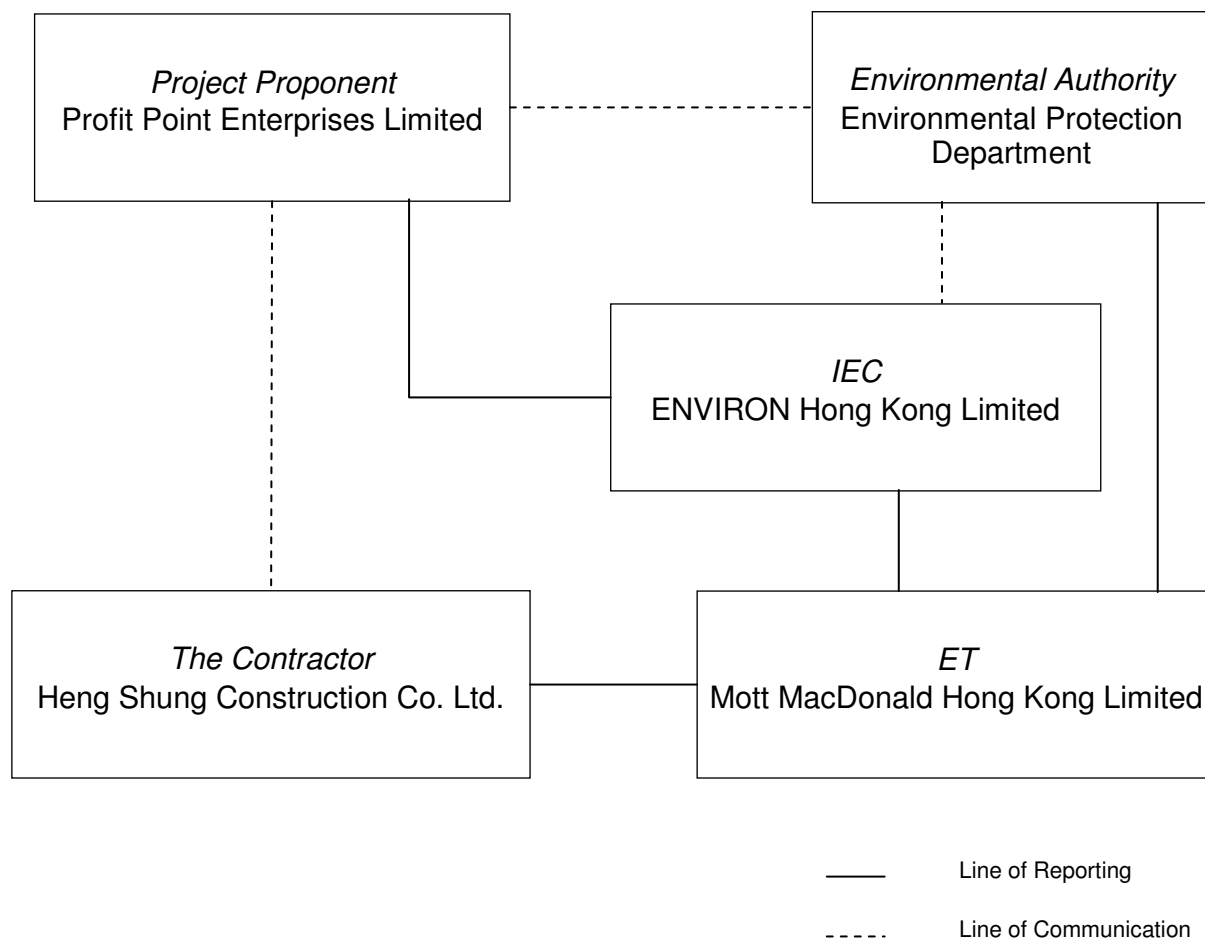 Project Proponent
Profit Point Enterprises Limited
Environmental Authority
Environmental Protection
Department
IEC
ENVIRON Hong Kong Limited
The Contractor
Heng Shung Construction Co. Ltd.
ET
Mott MacDonald Hong Kong Limited
Line of Reporting
Line of Communication